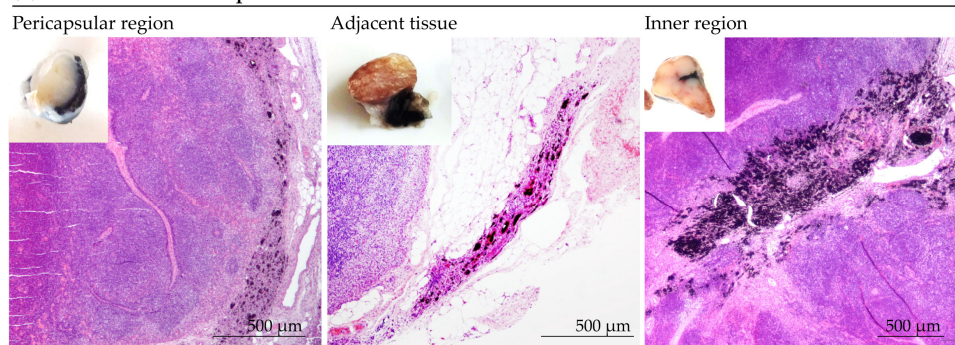 Pericapsular region
Adjacent tissue
Inner region
500 µm
500 µm
500 µm